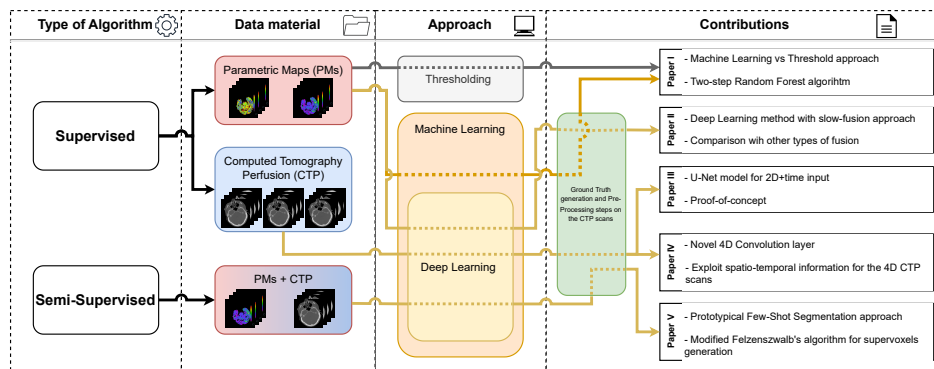 Type of Algorithm
Data material
Approach
Contributions
Supervised
Semi-Supervised
Parametric Maps (PMs)
Computed Tomography
Perfusion (CTP)
PMs + CTP
Thresholding
Machine Learning
Deep Learning
Ground Truth
generation and Pre-
Processing steps on
the CTP scans
Paper I
- Machine Learning vs Threshold approach
- Two-step Random Forest algorihtm
Paper II
- Deep Learning method with slow-fusion approach
- Comparison wih other types of fusion
Paper III
- U-Net model for 2D+time input
- Proof-of-concept
Paper IV
- Novel 4D Convolution layer
- Exploit spatio-temporal information for the 4D CTP
scans
Paper V
- Prototypical Few-Shot Segmentation approach
- Modified Felzenszwalb's algorithm for supervoxels
generation